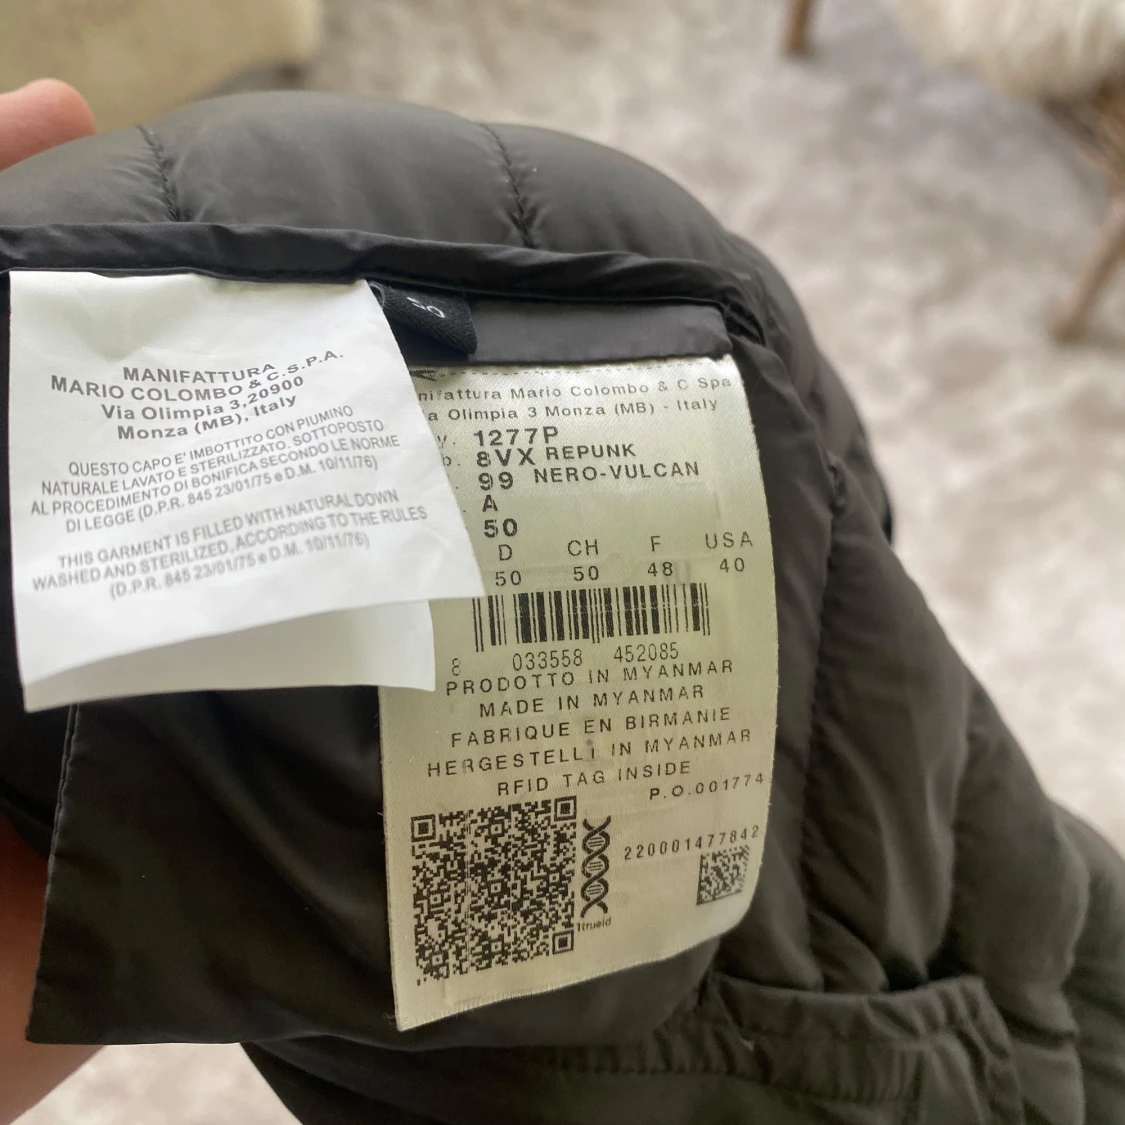 MANIFATTURA
MARIO COLOMBO & C.S.P.A.
Via Olimpia 3,20900
Monza (MB), Italy
QUESTO CAPO E' IMBOTTITO CON PIUMINO
NATURALE LAVATO E STERILIZZATO. SOTTOPOSTO
AL PROCEDIMENTO DI BONIFICA SECONDO LE NORME
DI LEGGE (D.P.R. 845 23/01/75 e D.M. 10/11/76)
THIS GARMENT IS FILLED WITH NATURAL DOWN
WASHED AND STERILIZED, ACCORDING TO THE RULES
(D.P.R. 845 23/01/75 e D.M. 10/11/76)
nifattura Mario Colombo & C Spa
a Olimpia 3 Monza (MB) - Italy
1277P
8VX REPUNK
99 NERO-VULCAN
A
50
D CH F USA
50 50 48 40
8 033558 452085
PRODOTTO IN MYANMAR
MADE IN MYANMAR
FABRIQUE EN BIRMANIE
HERGESTELLT IN MYANMAR
RFID TAG INSIDE
P.O.001774
220001477842
1trueid